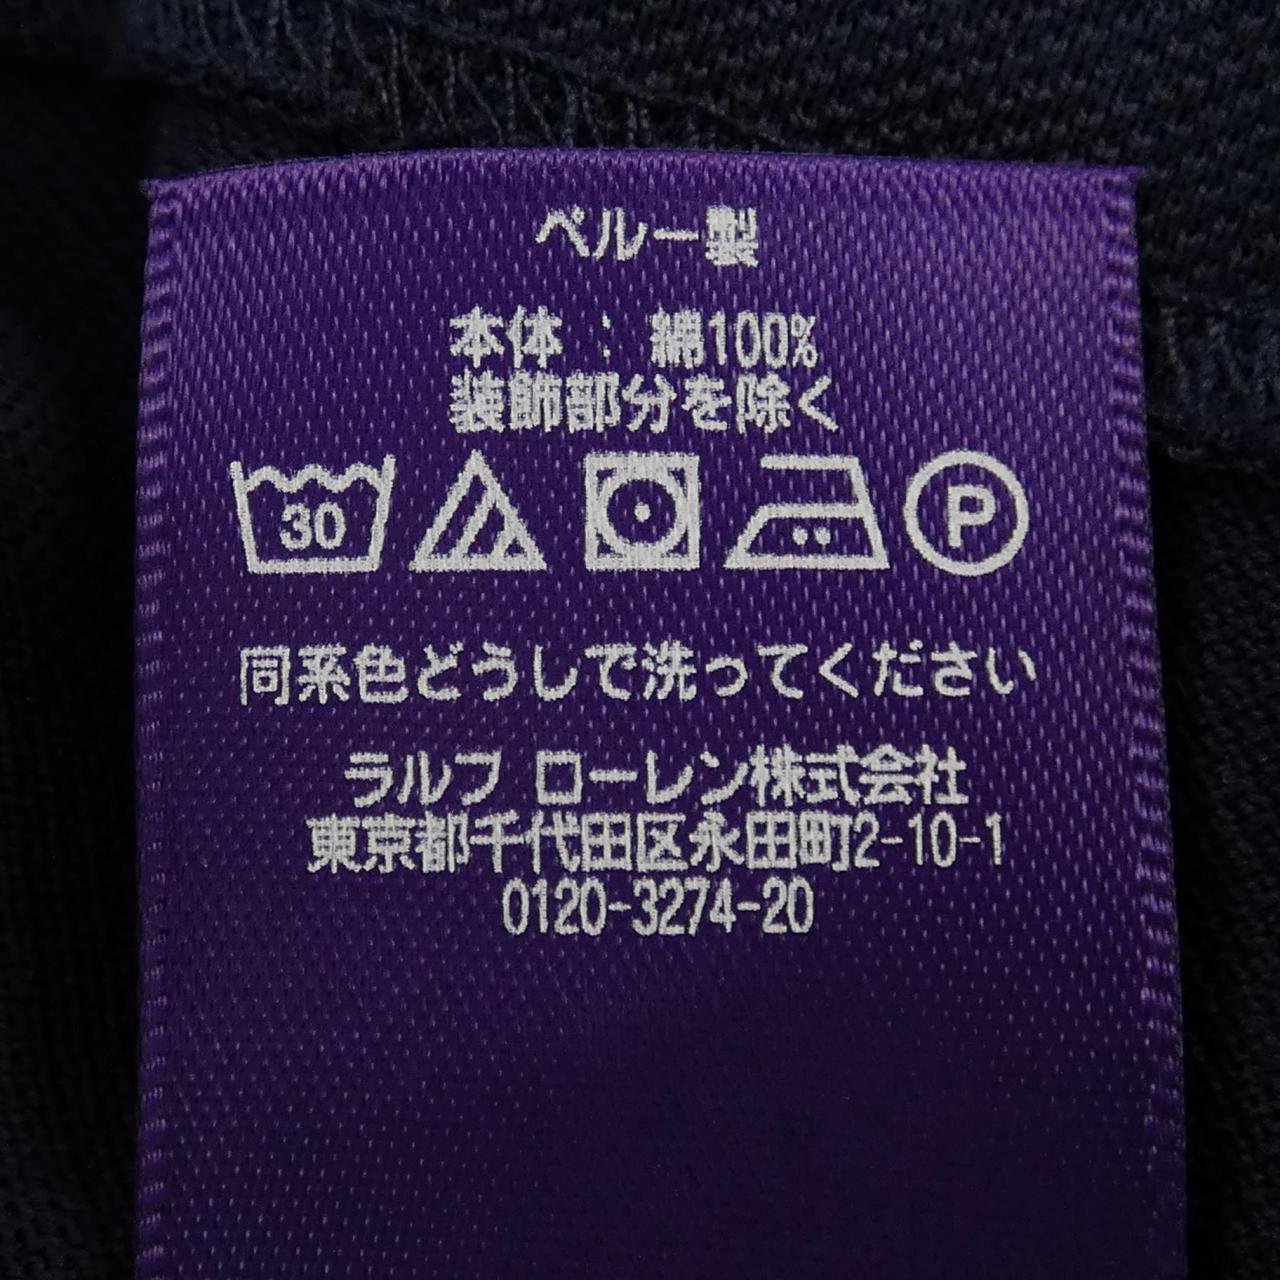 ペルー製
本体 : 綿100%
装飾部分を除く
30 P
同系色どうしで洗ってください
ラルフ ローレン株式会社
東京都千代田区永田町2-10-1
0120-3274-20